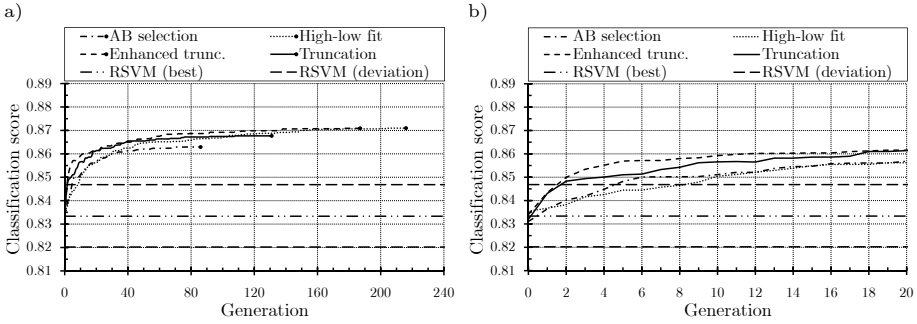 a)
AB selection High-low fit
Enhanced trunc. Truncation
RSVM (best) RSVM (deviation)
Classification score
0.89
0.88
0.87
0.86
0.85
0.84
0.83
0.82
0.81
0 40 80 120 160 200 240
Generation
b)
AB selection High-low fit
Enhanced trunc. Truncation
RSVM (best) RSVM (deviation)
Classification score
0.89
0.88
0.87
0.86
0.85
0.84
0.83
0.82
0.81
0 2 4 6 8 10 12 14 16 18 20
Generation